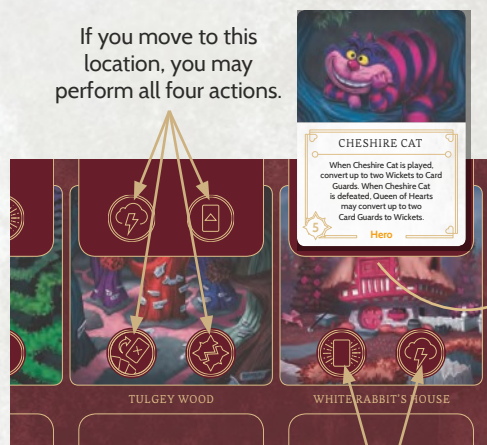 If you move to this
location, you may
perform all four actions.
CHESHIRE CAT
When Cheshire Cat is played,
convert up to two Wickets to Card
Guards. When Cheshire Cat
is defeated, Queen of Hearts
may convert up to two
Card Guards to Wickets.
5
Hero
TULGEY WOOD
WHITE RABBIT'S HOUSE